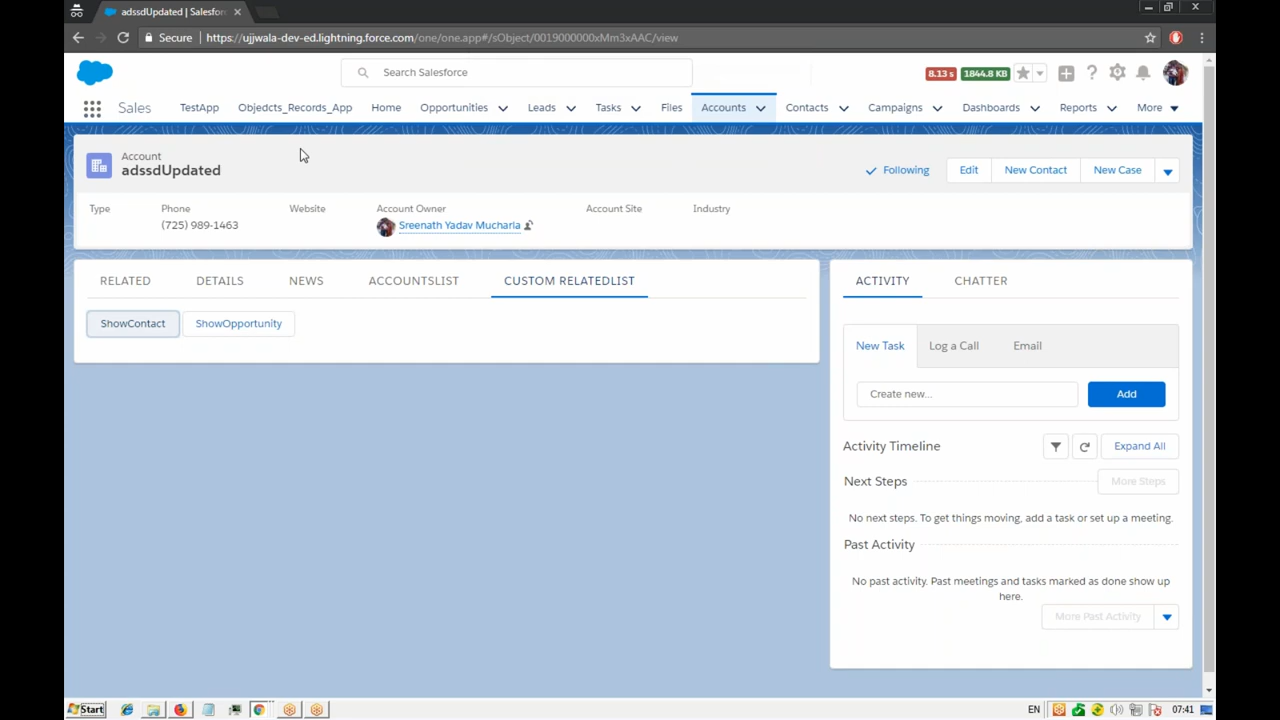 adssdUpdated | Salesfor
Secure https://ujjwala-dev-ed.lightning.force.com/one/one.app#/sObject/0019000000xMm3xAAC/view
Search Salesforce
8.13 s 1844.8 KB
Sales TestApp Objedcts_Records_App Home Opportunities Leads Tasks Files Accounts Contacts Campaigns Dashboards Reports More
Account
adssdUpdated
Following Edit New Contact New Case
Type Phone Website Account Owner Account Site Industry
(725) 989-1463 Sreenath Yadav Mucharla
RELATED DETAILS NEWS ACCOUNTSLIST CUSTOM RELATEDLIST
ShowContact ShowOpportunity
ACTIVITY CHATTER
New Task Log a Call Email
Create new... Add
Activity Timeline Expand All
Next Steps More Steps
No next steps. To get things moving, add a task or set up a meeting.
Past Activity
No past activity. Past meetings and tasks marked as done show up
here.
More Past Activity
Start EN 07:41